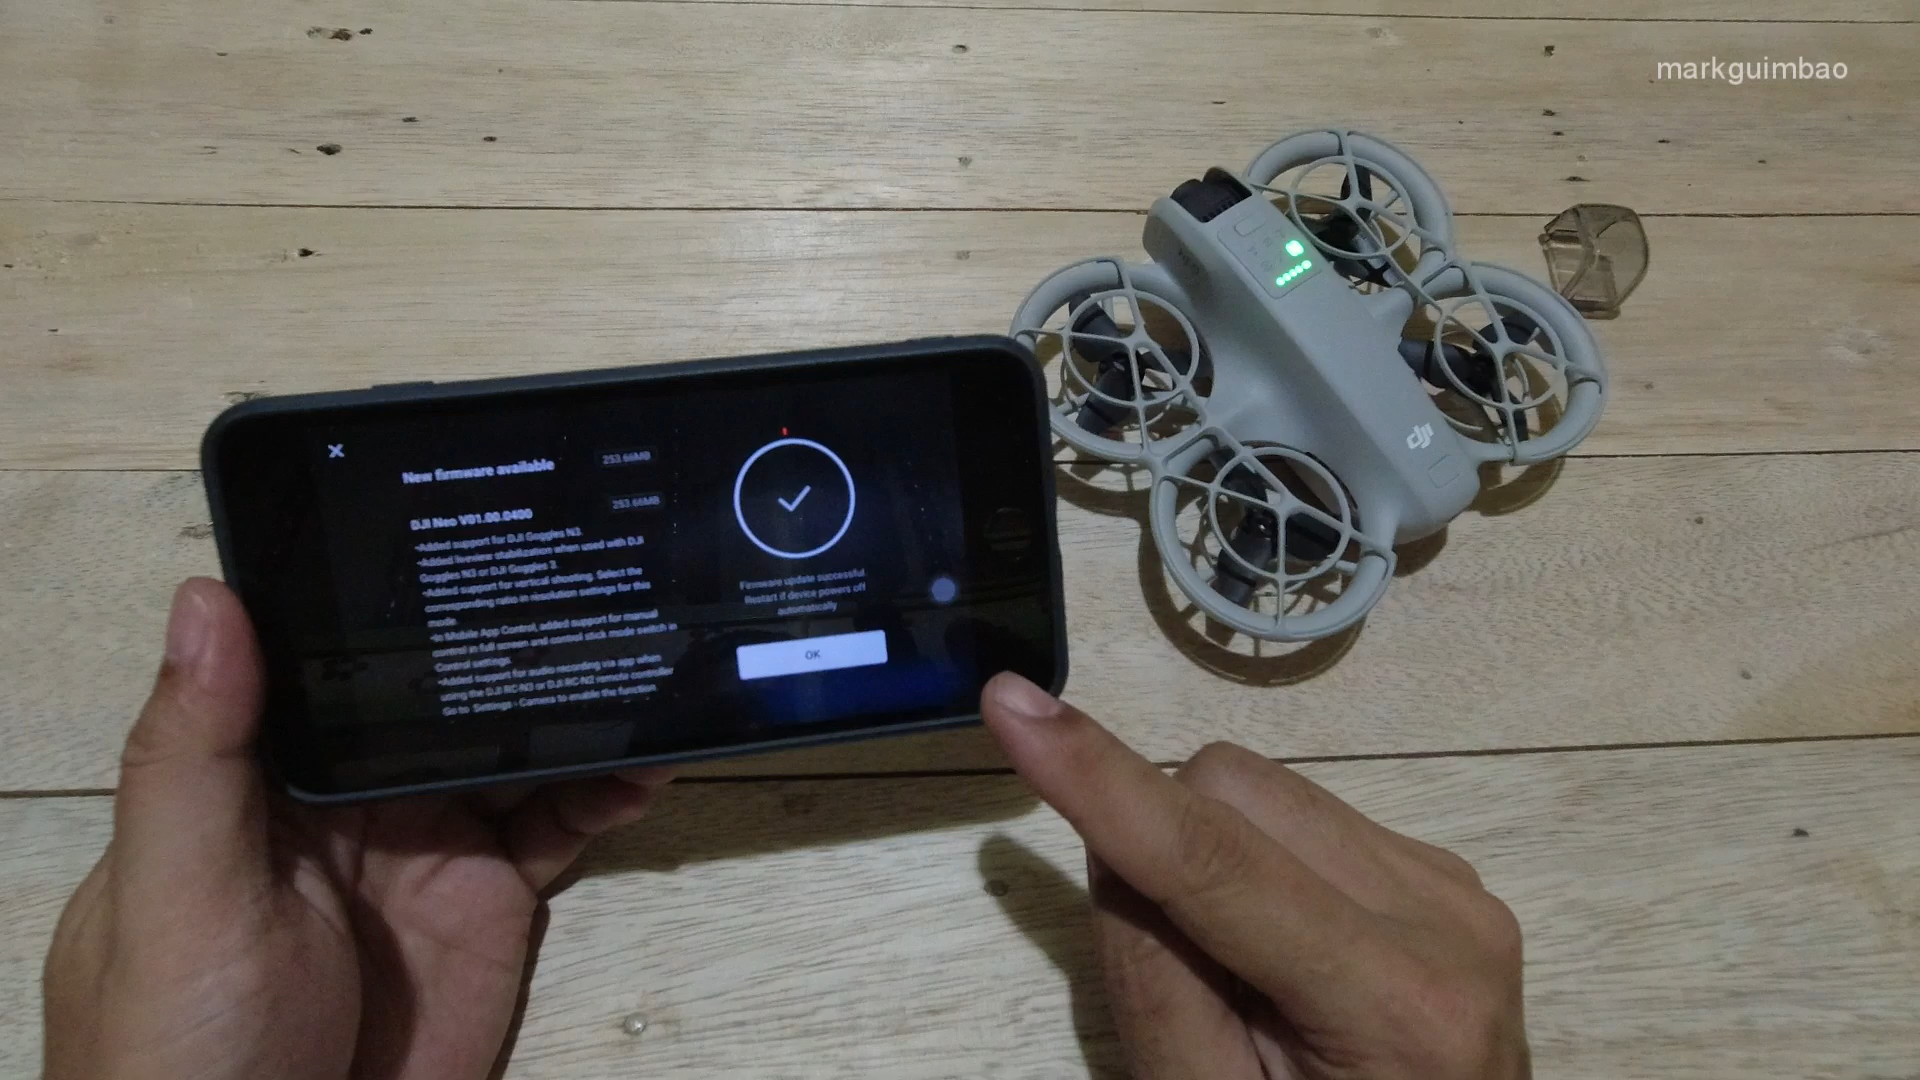 markguimbao
New firmware available
253.66MB
DJI Neo V01.00.0400
253.66MB
-Added support for DJI Goggles N3.
-Added liveview stabilization when used with DJI
Goggles N3 or DJI Goggles 3.
-Added support for vertical shooting. Select the
corresponding ratio in resolution settings for this
mode.
-In Mobile App Control, added support for manual
control in full screen and control stick mode switch in
Control settings.
-Added support for audio recording via app when
using the DJI RC-N3 or DJI RC-N2 remote controller.
Go to Settings - Camera to enable the function.
Firmware update successful.
Restart if device powers off
automatically
OK
dji